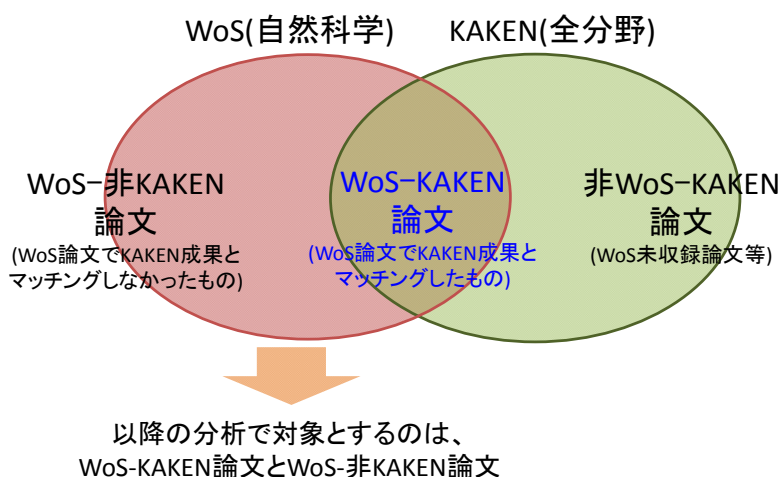 WoS(自然科学)
KAKEN(全分野)
WoS−非KAKEN
論文
(WoS論文でKAKEN成果と
マッチングしなかったもの)
WoS−KAKEN
論文
(WoS論文でKAKEN成果と
マッチングしたもの)
非WoS−KAKEN
論文
(WoS未収録論文等)
以降の分析で対象とするのは、
WoS-KAKEN論文とWoS-非KAKEN論文